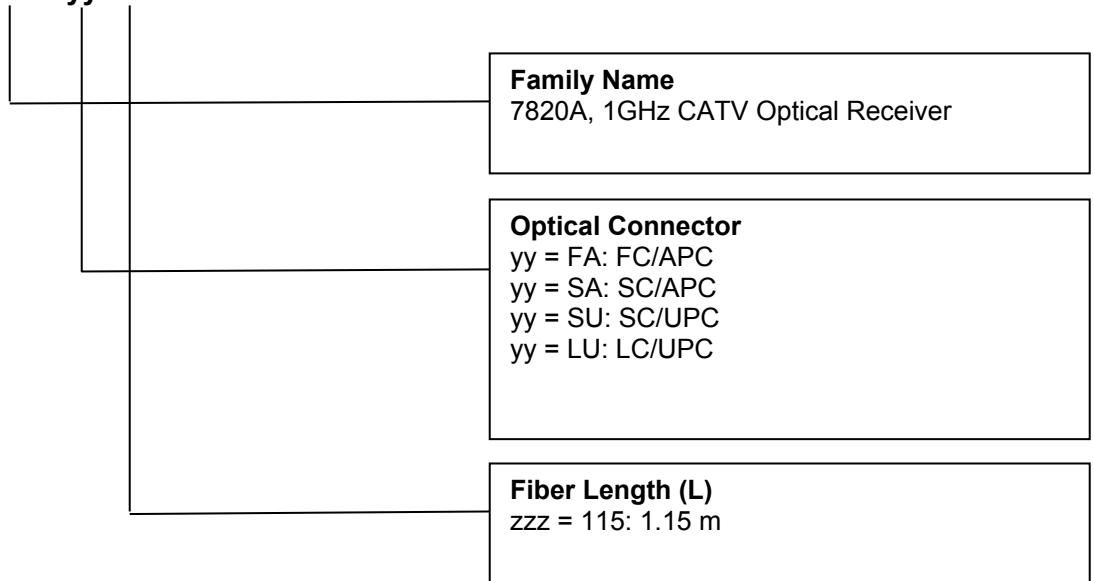 Family Name
7820A, 1GHz CATV Optical Receiver
Optical Connector
yy = FA: FC/APC
yy = SA: SC/APC
yy = SU: SC/UPC
yy = LU: LC/UPC
Fiber Length (L)
zzz = 115: 1.15 m